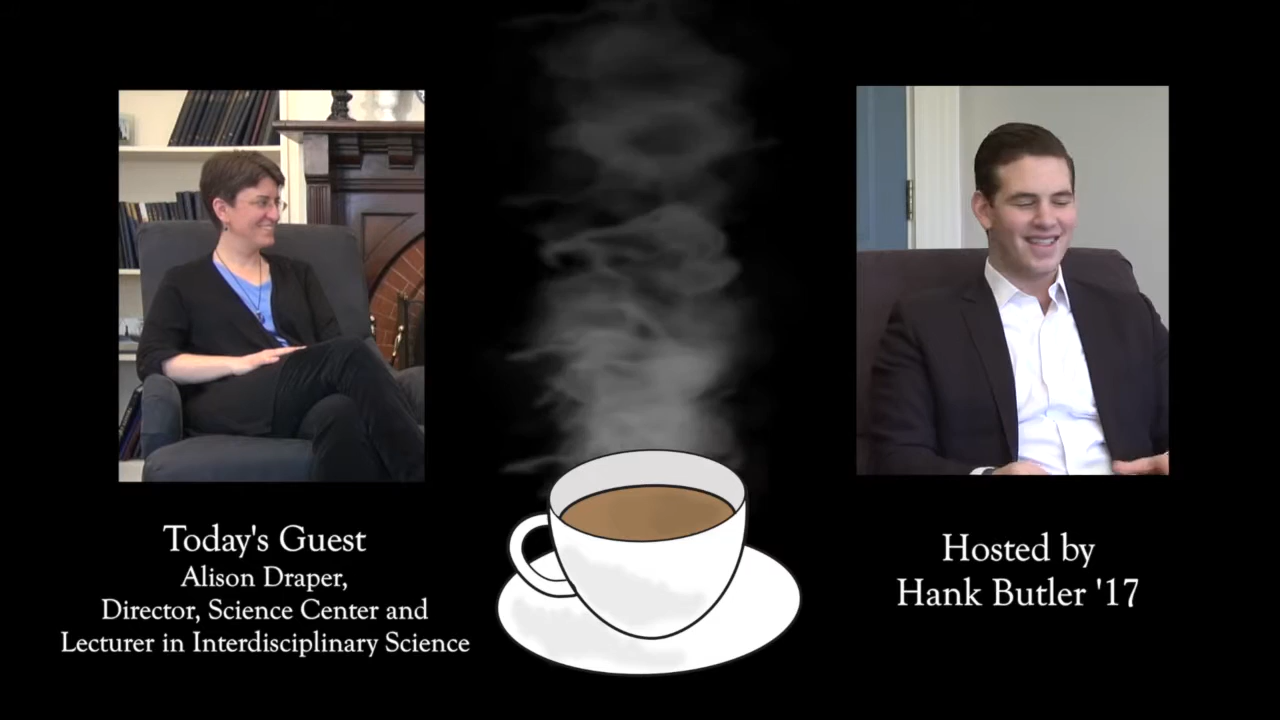 Today's Guest
Alison Draper,
Director, Science Center and
Lecturer in Interdisciplinary Science
Hosted by
Hank Butler '17